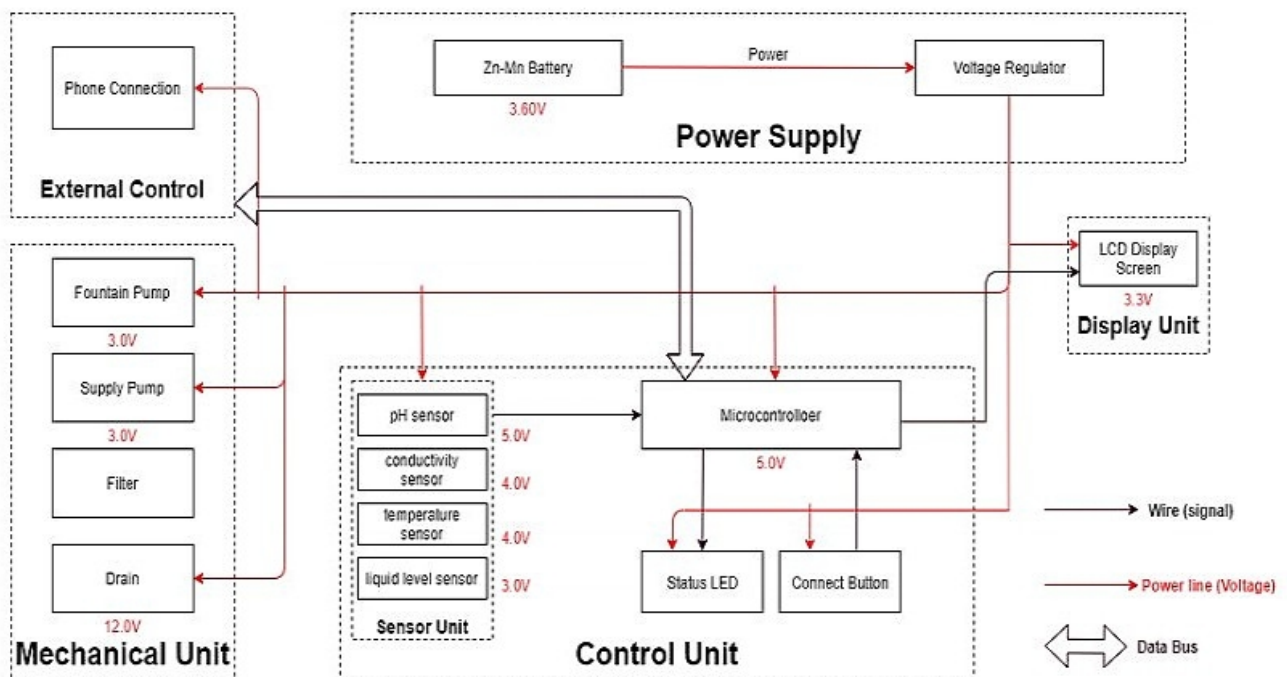 Phone Connection
External Control
Zn-Mn Battery
3.60V
Power
Voltage Regulator
Power Supply
LCD Display
Screen
3.3V
Display Unit
Fountain Pump
3.0V
Supply Pump
3.0V
Filter
Drain
12.0V
Mechanical Unit
pH sensor
5.0V
conductivity
sensor
4.0V
temperature
sensor
4.0V
liquid level sensor
3.0V
Sensor Unit
Microcontrolloer
5.0V
Status LED
Connect Button
Control Unit
Wire (signal)
Power line (Voltage)
Data Bus